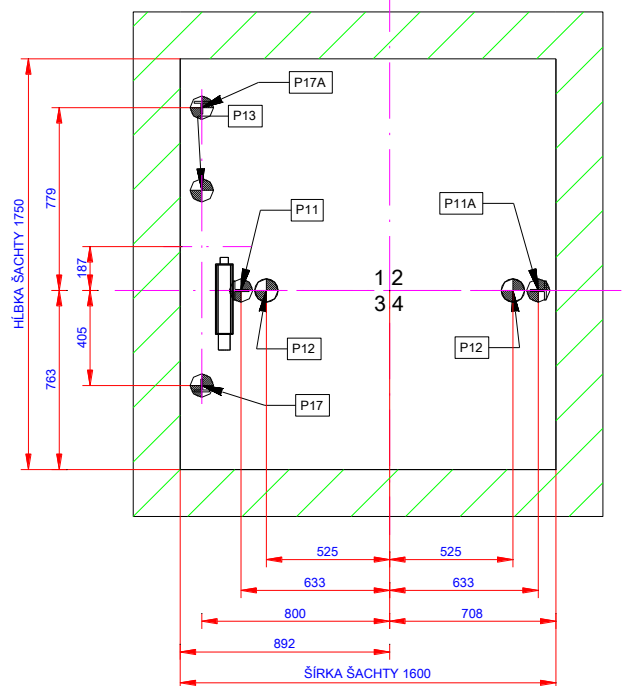 P17A
P13
P11
P11A
1 2
3 4
P12
P12
P17
HĹBKA ŠACHTY 1750
779
187
405
763
525
525
633
633
800
708
892
ŠÍRKA ŠACHTY 1600